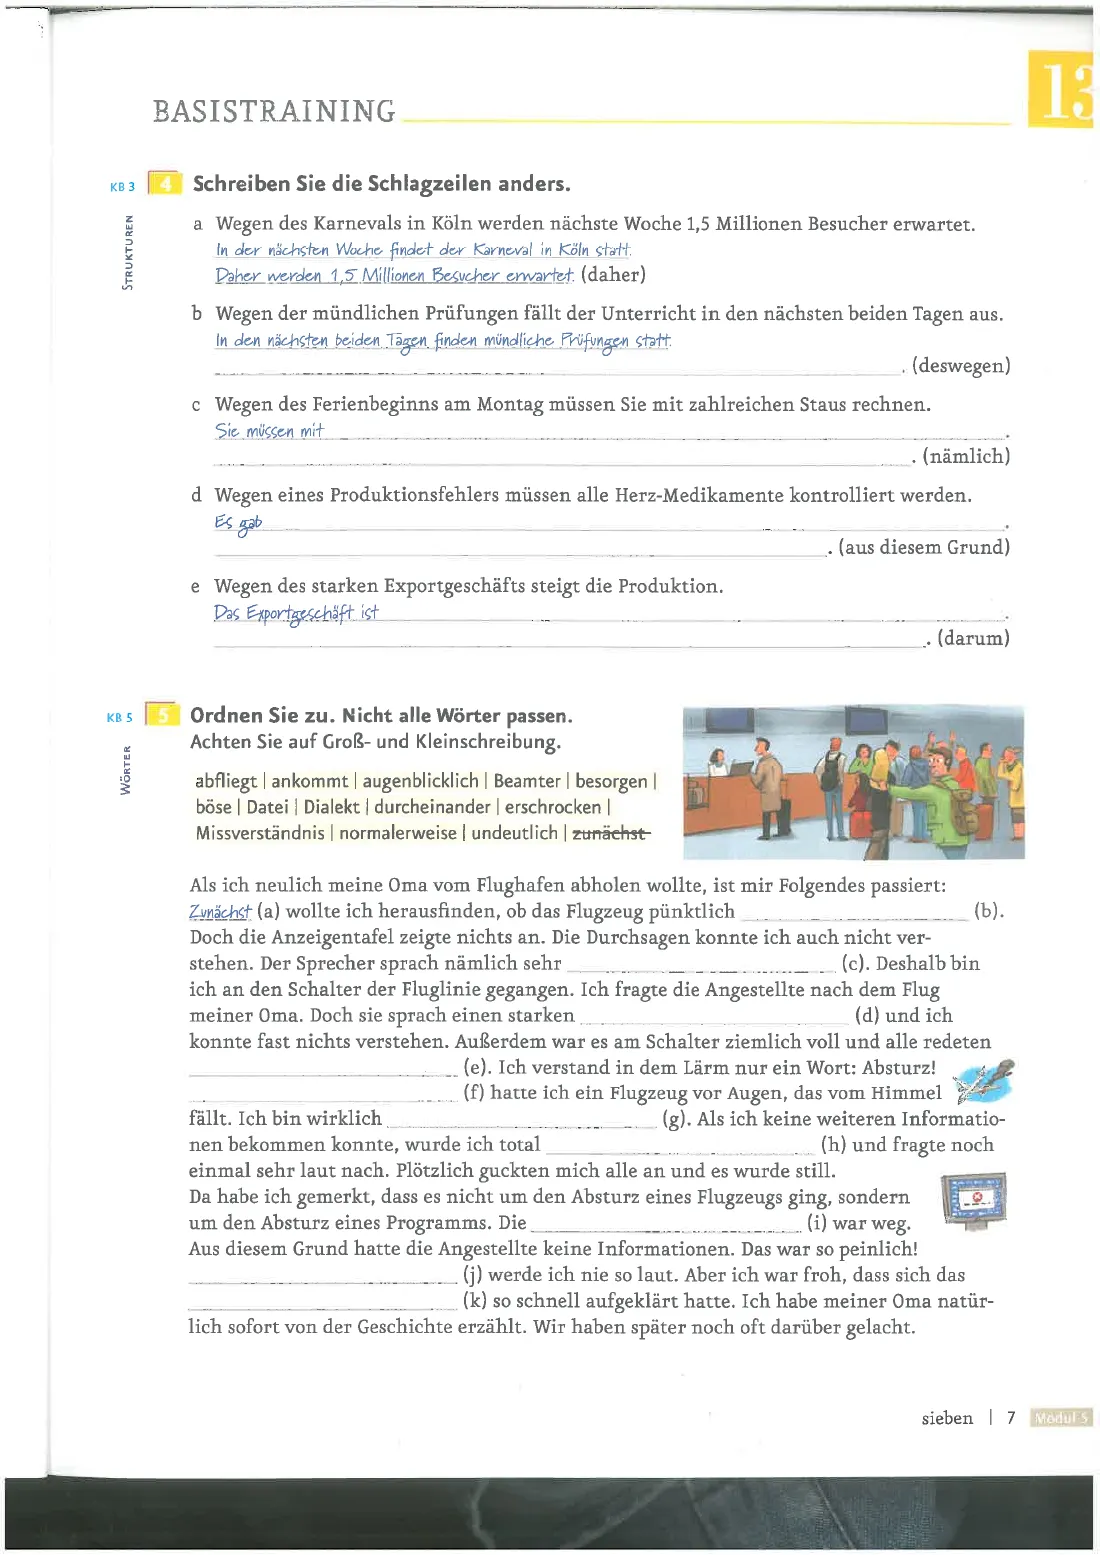 13
BASISTRAINING
KB 3 4 Schreiben Sie die Schlagzeilen anders.
STRUKTUREN
a Wegen des Karnevals in Köln werden nächste Woche 1,5 Millionen Besucher erwartet.
In der nächsten Woche findet der Karneval in Köln statt.
Daher werden 1,5 Millionen Besucher erwartet. (daher)
b Wegen der mündlichen Prüfungen fällt der Unterricht in den nächsten beiden Tagen aus.
In den nächsten beiden Tagen finden mündliche Prüfungen statt.
. (deswegen)
c Wegen des Ferienbeginns am Montag müssen Sie mit zahlreichen Staus rechnen.
Sie müssen mit .
. (nämlich)
d Wegen eines Produktionsfehlers müssen alle Herz-Medikamente kontrolliert werden.
Es gab .
. (aus diesem Grund)
e Wegen des starken Exportgeschäfts steigt die Produktion.
Das Exportgeschäft ist .
. (darum)
KB 5 5 Ordnen Sie zu. Nicht alle Wörter passen.
Achten Sie auf Groß- und Kleinschreibung.
WÖRTER
abfliegt | ankommt | augenblicklich | Beamter | besorgen |
böse | Datei | Dialekt | durcheinander | erschrocken |
Missverständnis | normalerweise | undeutlich | zunächst
Als ich neulich meine Oma vom Flughafen abholen wollte, ist mir Folgendes passiert:
Zunächst (a) wollte ich herausfinden, ob das Flugzeug pünktlich (b).
Doch die Anzeigentafel zeigte nichts an. Die Durchsagen konnte ich auch nicht ver-
stehen. Der Sprecher sprach nämlich sehr (c). Deshalb bin
ich an den Schalter der Fluglinie gegangen. Ich fragte die Angestellte nach dem Flug
meiner Oma. Doch sie sprach einen starken (d) und ich
konnte fast nichts verstehen. Außerdem war es am Schalter ziemlich voll und alle redeten
(e). Ich verstand in dem Lärm nur ein Wort: Absturz!
(f) hatte ich ein Flugzeug vor Augen, das vom Himmel
fällt. Ich bin wirklich (g). Als ich keine weiteren Informatio-
nen bekommen konnte, wurde ich total (h) und fragte noch
einmal sehr laut nach. Plötzlich guckten mich alle an und es wurde still.
Da habe ich gemerkt, dass es nicht um den Absturz eines Flugzeugs ging, sondern
um den Absturz eines Programms. Die (i) war weg.
Aus diesem Grund hatte die Angestellte keine Informationen. Das war so peinlich!
(j) werde ich nie so laut. Aber ich war froh, dass sich das
(k) so schnell aufgeklärt hatte. Ich habe meiner Oma natür-
lich sofort von der Geschichte erzählt. Wir haben später noch oft darüber gelacht.
sieben | 7 Modul 5